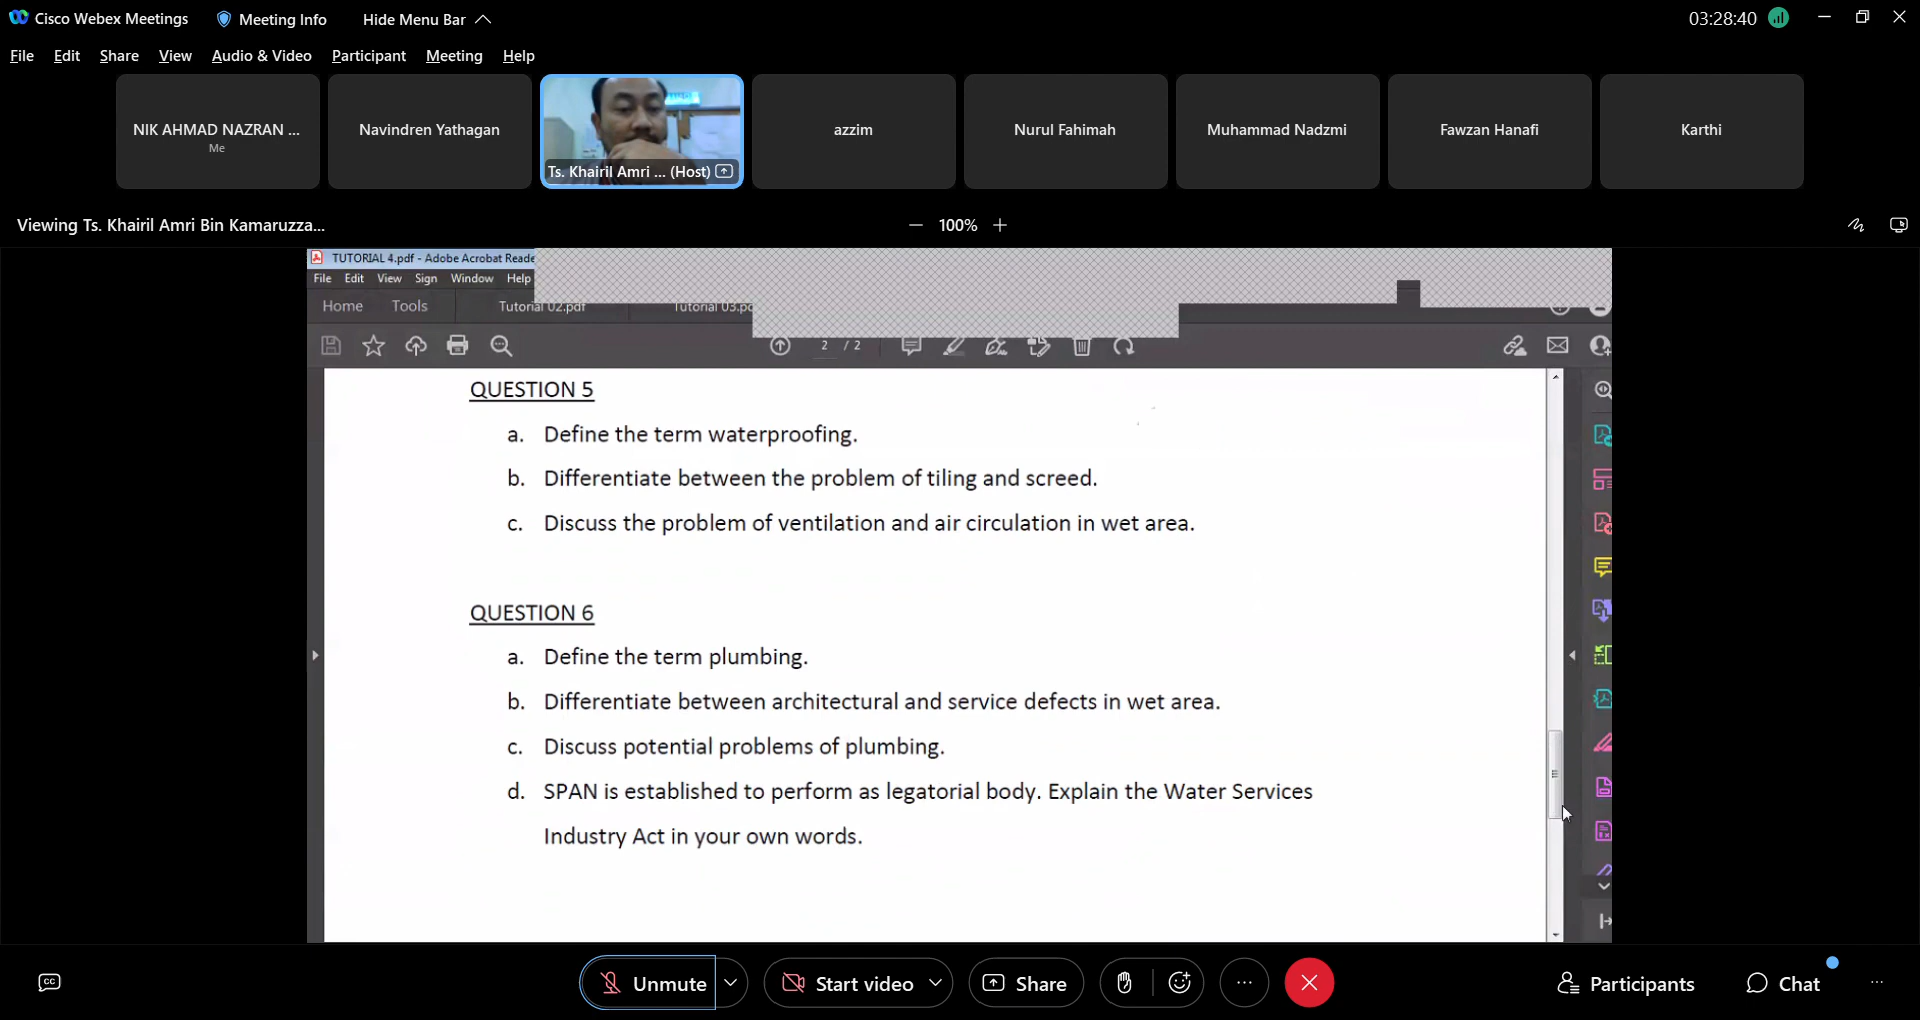 Cisco Webex Meetings
Meeting Info
Hide Menu Bar
03:28:40
File Edit Share View Audio & Video Participant Meeting Help
NIK AHMAD NAZRAN ...
Me
Navindren Yathagan
Ts. Khairil Amri ... (Host)
azzim
Nurul Fahimah
Muhammad Nadzmi
Fawzan Hanafi
Karthi
Viewing Ts. Khairil Amri Bin Kamaruzza...
100%
TUTORIAL 4.pdf - Adobe Acrobat Reade
File Edit View Sign Window Help
Home Tools Tutorial 02.pdf Tutorial 03.pd
2 / 2
QUESTION 5
a. Define the term waterproofing.
b. Differentiate between the problem of tiling and screed.
c. Discuss the problem of ventilation and air circulation in wet area.
QUESTION 6
a. Define the term plumbing.
b. Differentiate between architectural and service defects in wet area.
c. Discuss potential problems of plumbing.
d. SPAN is established to perform as legatorial body. Explain the Water Services
Industry Act in your own words.
CC
Unmute
Start video
Share
Participants
Chat